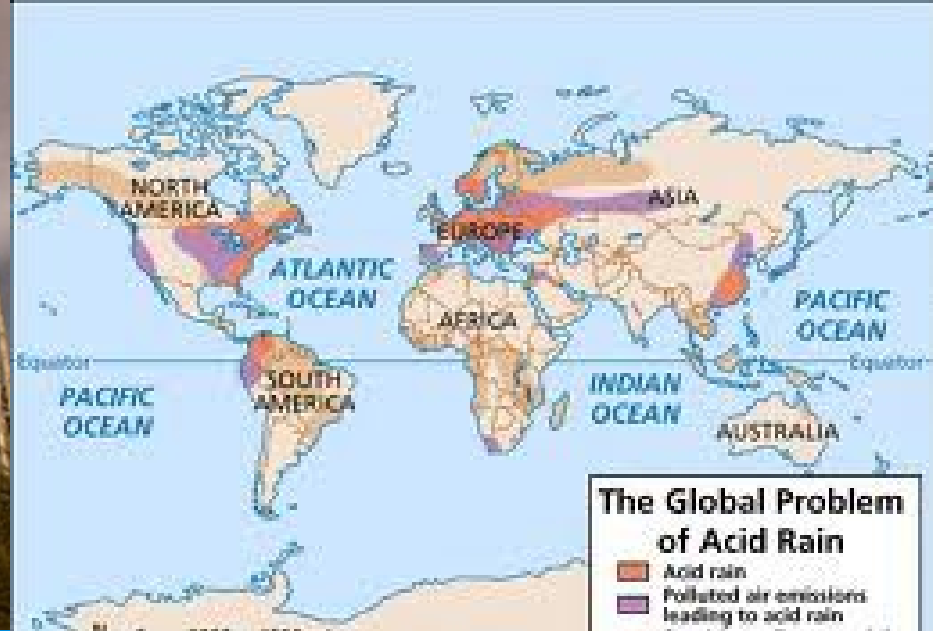 NORTH
AMERICA
ASIA
EUROPE
ATLANTIC
OCEAN
AFRICA
PACIFIC
OCEAN
Equator
Equator
SOUTH
AMERICA
INDIAN
OCEAN
PACIFIC
OCEAN
AUSTRALIA
The Global Problem
of Acid Rain
Acid rain
Polluted air emissions
leading to acid rain